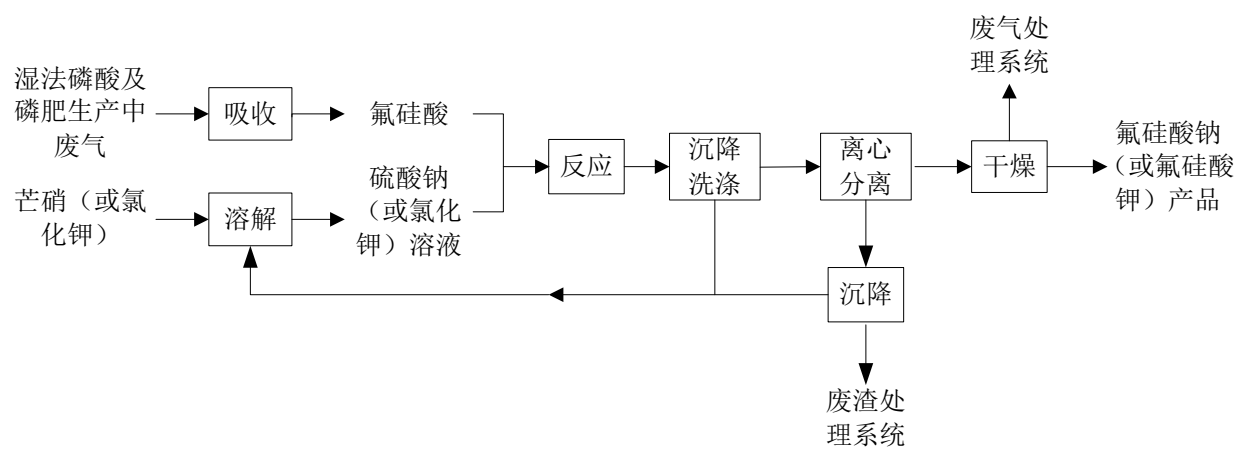 废气处
理系统
湿法磷酸及
磷肥生产中
废气
吸收
氟硅酸
反应
沉降
洗涤
离心
分离
干燥
氟硅酸钠
（或氟硅酸
钾）产品
芒硝（或氯
化钾）
溶解
硫酸钠
（或氯化
钾）溶液
沉降
废渣处
理系统